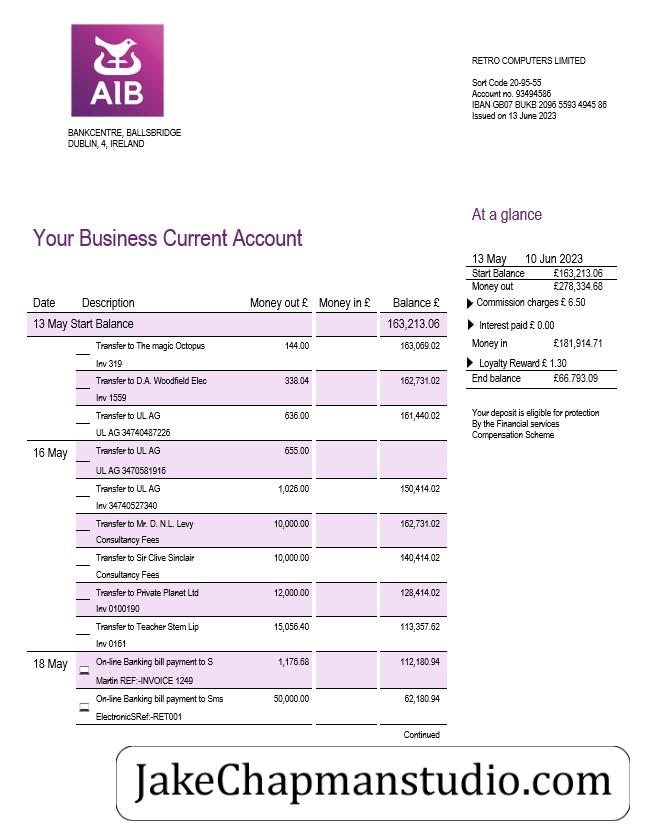 AIB
BANKCENTRE, BALLSBRIDGE
DUBLIN, 4, IRELAND
RETRO COMPUTERS LIMITED
Sort Code 20-95-55
Account no. 93494586
IBAN GB07 BUKB 2096 5593 4945 86
Issued on 13 June 2023
Your Business Current Account
At a glance
13 May 10 Jun 2023
Start Balance £163,213.06
Money out £278,334.68
Commission charges £ 6.50
Interest paid £ 0.00
Money in £181,914.71
Loyalty Reward £ 1.30
End balance £66.793.09
Your deposit is eligible for protection
By the Financial services
Compensation Scheme
Date Description Money out £ Money in £ Balance £
13 May Start Balance 163,213.06
Transfer to The magic Octopus 144.00 163,069.02
Inv 319
Transfer to D.A. Woodfield Elec 338.04 162,731.02
Inv 1559
Transfer to UL AG 636.00 161,440.02
UL AG 34740487226
16 May Transfer to UL AG 655.00
UL AG 3470581916
Transfer to UL AG 1,026.00 150,414.02
Inv 34740527340
Transfer to Mr. D. N.L. Levy 10,000.00 162,731.02
Consultancy Fees
Transfer to Sir Clive Sinclair 10,000.00 140,414.02
Consultancy Fees
Transfer to Private Planet Ltd 12,000.00 128,414.02
Inv 0100190
Transfer to Teacher Stem Lip 15,056.40 113,357.62
Inv 0161
18 May On-line Banking bill payment to S 1,176.68 112,180.94
Martin REF:-INVOICE 1249
On-line Banking bill payment to Sms 50,000.00 62,180.94
ElectronicSRef:-RET001
Continued
JakeChapmanstudio.com